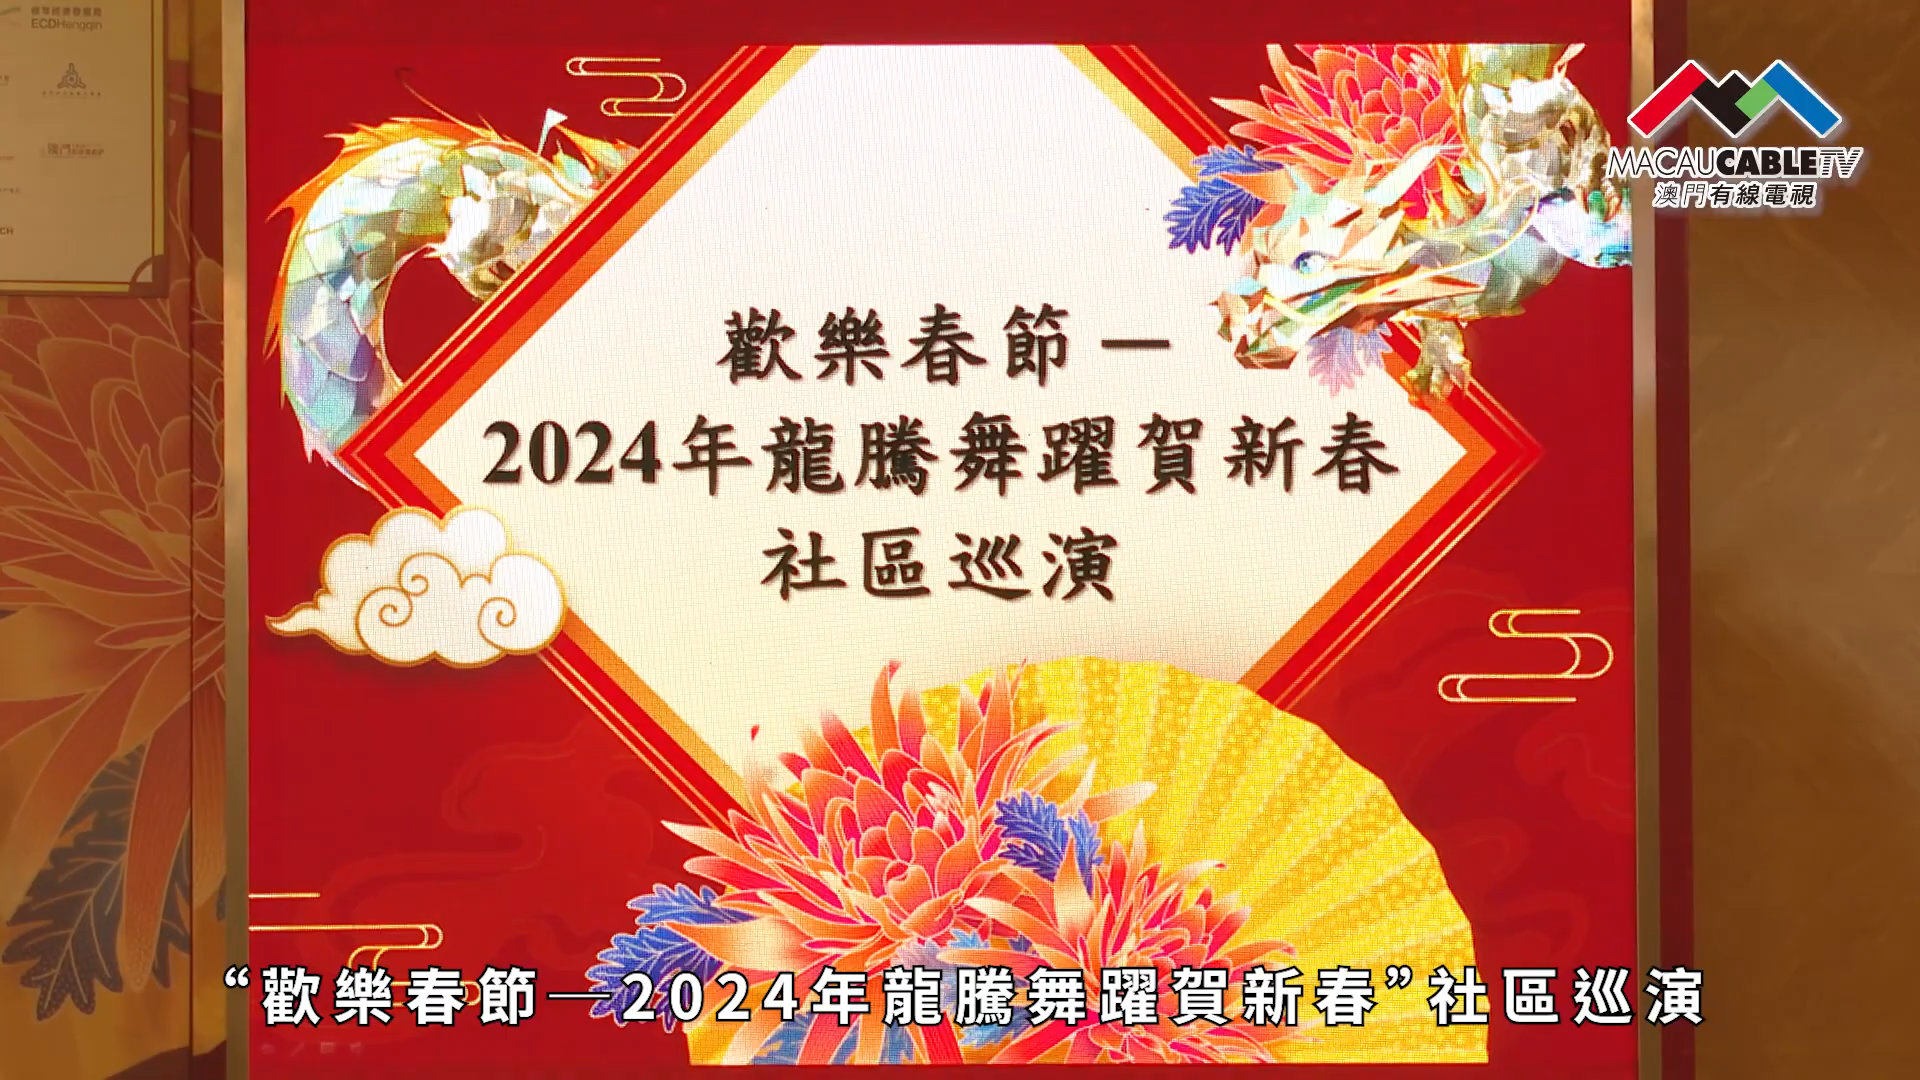 ECDHengqin
MACAUCABLETV
澳門有線電視
歡樂春節－
2024年龍騰舞躍賀新春
社區巡演
“歡樂春節—2024年龍騰舞躍賀新春”社區巡演